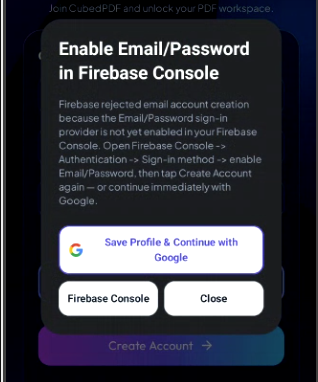 Join CubedPDF and unlock your PDF workspace.
Enable Email/Password
in Firebase Console
Firebase rejected email account creation
because the Email/Password sign-in
provider is not yet enabled in your Firebase
Console. Open Firebase Console ->
Authentication -> Sign-in method -> enable
Email/Password, then tap Create Account
again — or continue immediately with
Google.
Save Profile & Continue with
Google
Firebase Console
Close
Create Account →